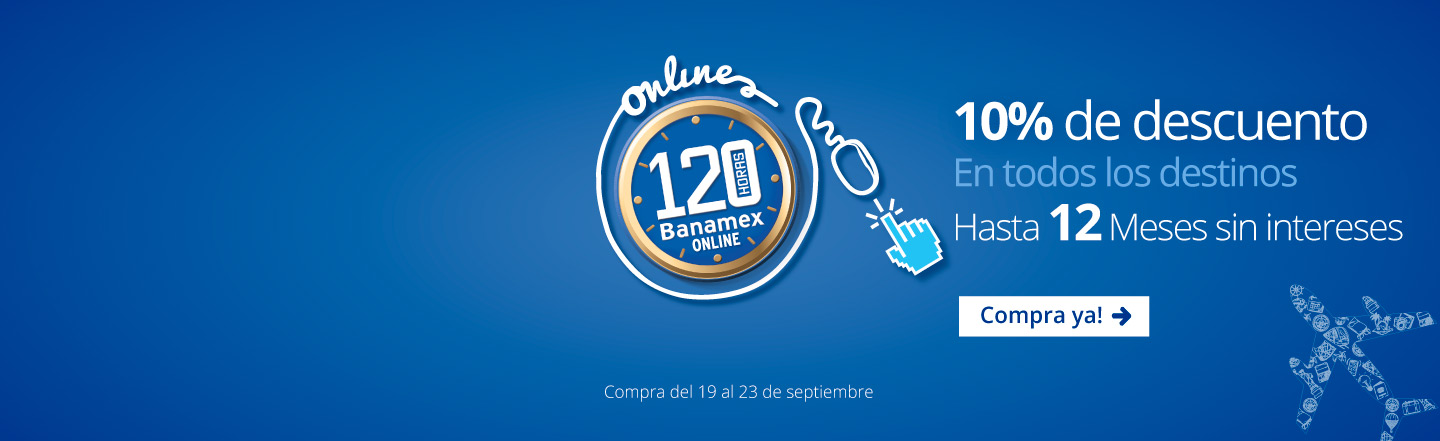 online
120
HORAS
Banamex
ONLINE
10% de descuento
En todos los destinos
Hasta 12 Meses sin intereses
Compra ya!
Compra del 19 al 23 de septiembre